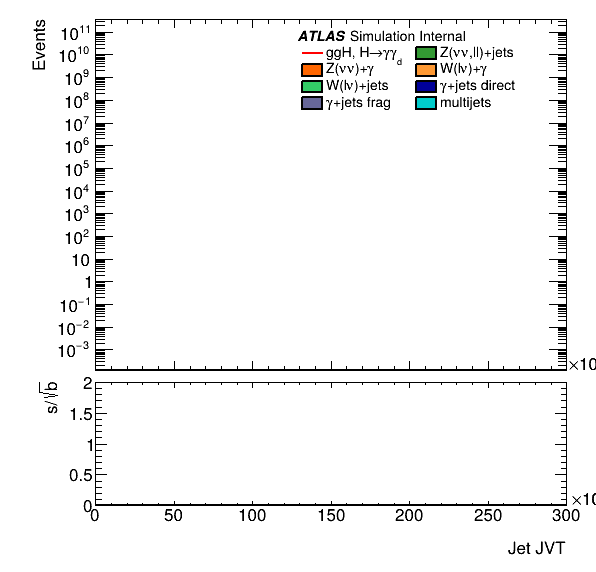 Events
ATLAS Simulation Internal
ggH, H→γγ_d
Z(νν,ll)+jets
Z(νν)+γ
W(lν)+γ
W(lν)+jets
γ+jets direct
γ+jets frag
multijets
10¹¹
10¹⁰
10⁹
10⁸
10⁷
10⁶
10⁵
10⁴
10³
10²
10
1
10⁻¹
10⁻²
10⁻³
×10
s/√b
2
1.5
1
0.5
0
×10
0 50 100 150 200 250 300
Jet JVT